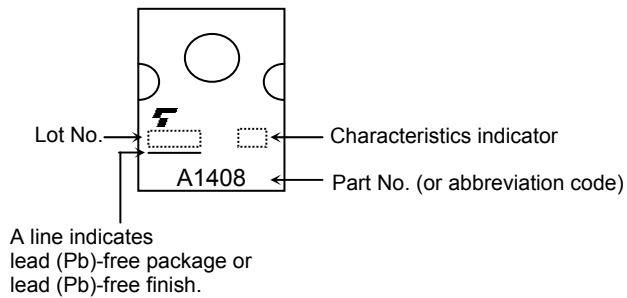 Lot No.
Characteristics indicator
A1408
Part No. (or abbreviation code)
A line indicates
lead (Pb)-free package or
lead (Pb)-free finish.